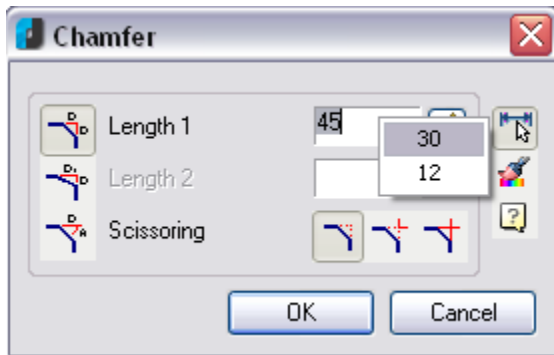 Chamfer
Length 1 45
30
12
Length 2
Scissoring
OK Cancel